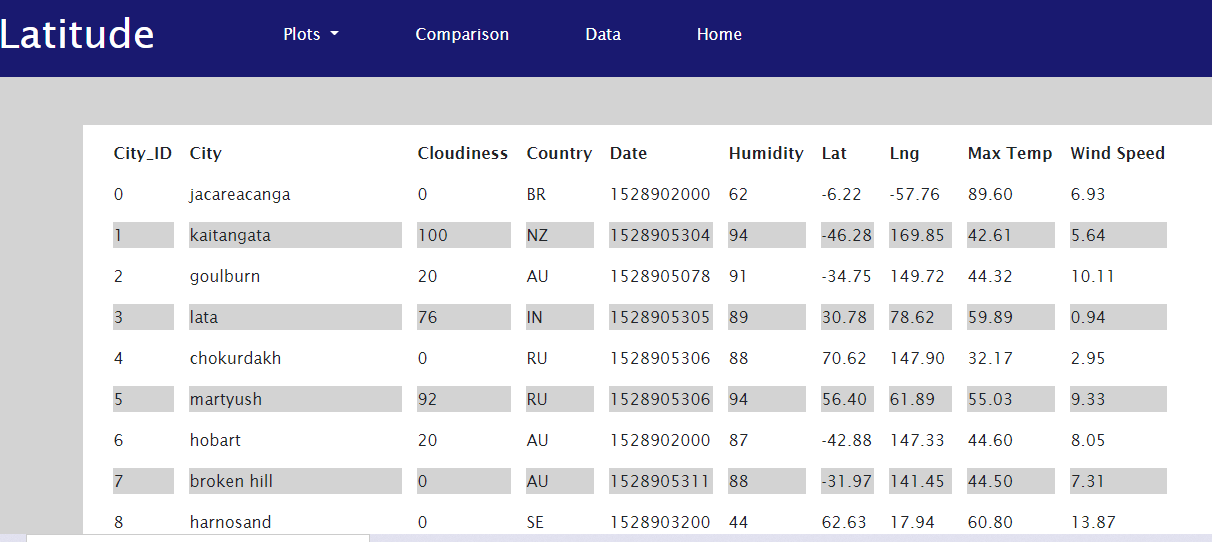 Latitude Plots Comparison Data Home
City_ID City Cloudiness Country Date Humidity Lat Lng Max Temp Wind Speed
0 jacareacanga 0 BR 1528902000 62 -6.22 -57.76 89.60 6.93
1 kaitangata 100 NZ 1528905304 94 -46.28 169.85 42.61 5.64
2 goulburn 20 AU 1528905078 91 -34.75 149.72 44.32 10.11
3 lata 76 IN 1528905305 89 30.78 78.62 59.89 0.94
4 chokurdakh 0 RU 1528905306 88 70.62 147.90 32.17 2.95
5 martyush 92 RU 1528905306 94 56.40 61.89 55.03 9.33
6 hobart 20 AU 1528902000 87 -42.88 147.33 44.60 8.05
7 broken hill 0 AU 1528905311 88 -31.97 141.45 44.50 7.31
8 harnosand 0 SE 1528903200 44 62.63 17.94 60.80 13.87